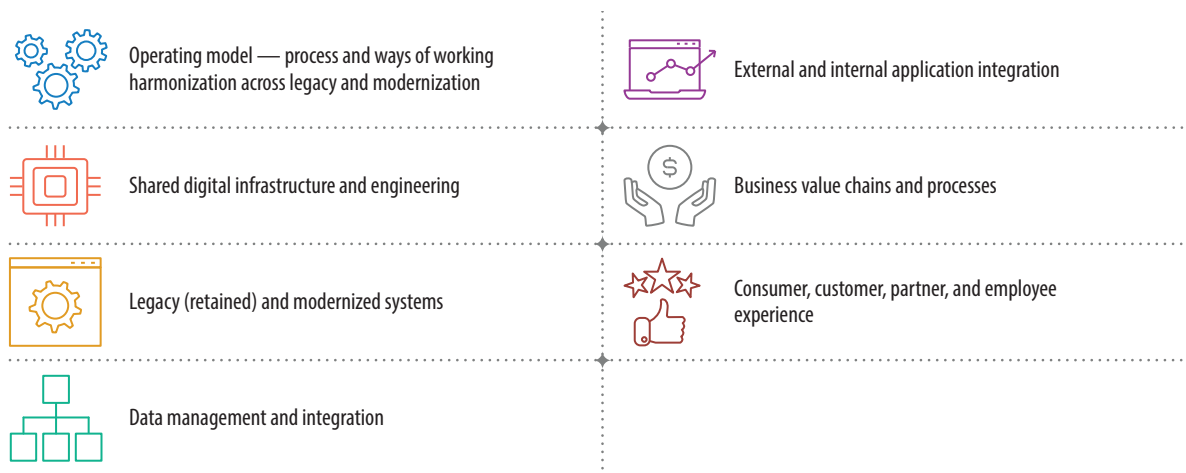 Operating model — process and ways of working
harmonization across legacy and modernization
Shared digital infrastructure and engineering
Legacy (retained) and modernized systems
Data management and integration
External and internal application integration
$
Business value chains and processes
Consumer, customer, partner, and employee
experience